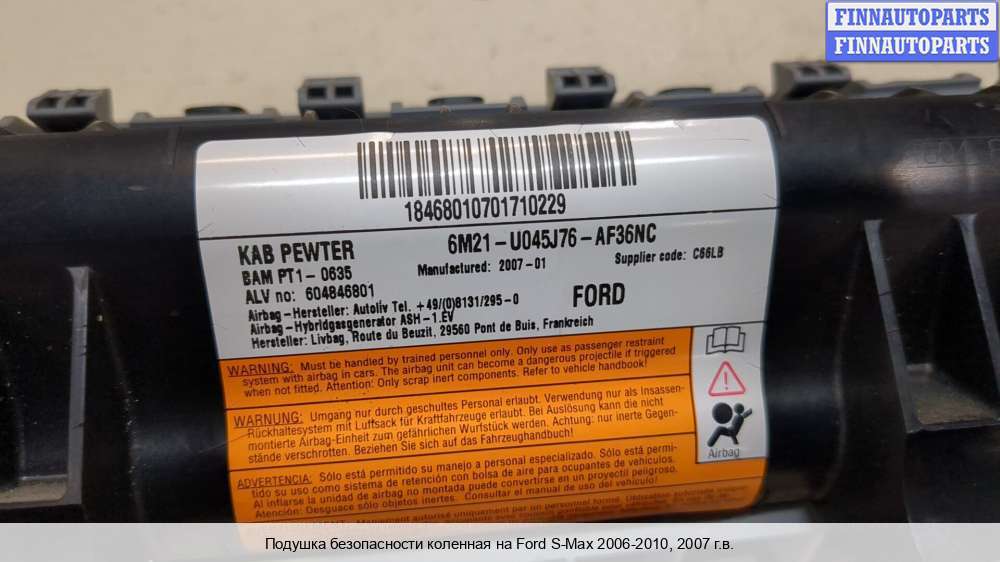 FINNAUTOPARTS
FINNAUTOPARTS
18468010701710229
KAB PEWTER
6M21-U045J76-AF36NC
BAM PT1-0635
Manufactured: 2007-01
Supplier code: C66LB
ALV no: 604846801
FORD
Airbag-Hersteller: Autoliv Tel. +49/(0)8131/295-0
Airbag-Hybridgasgenerator ASH-1.EV
Hersteller: Livbag, Route du Beuzit, 29560 Pont de Buis, Frankreich
WARNING: Must be handled by trained personnel only. Only use as passenger restraint
system with airbag in cars. The airbag unit can become a dangerous projectile if triggered
when not fitted. Attention: Only scrap inert components. Refer to vehicle handbook!
WARNUNG: Umgang nur durch geschultes Personal erlaubt. Verwendung nur als Insassen-
Rückhaltesystem mit Luftsack für Kraftfahrzeuge erlaubt. Bei Auslösung kann die nicht
montierte Airbag-Einheit zum gefährlichen Wurfstück werden. Achtung: nur inerte Gegen-
stände verschrotten. Beziehen Sie sich auf das Fahrzeughandbuch!
Airbag
ADVERTENCIA: Sólo está permitido su manejo a personal especializado. Sólo está permi-
tido su uso como sistema de retención con bolsa de aire para ocupantes de vehículos.
Al inflarse la unidad de airbag no montada puede convertirse en un proyectil peligroso.
Atención: Desguace sólo objetos inertes. Consultar el manual de uso del vehículo.
Maniement autorisé uniquement par un personnel formé. Utilisation
Подушка безопасности коленная на Ford S-Max 2006-2010, 2007 г.в.